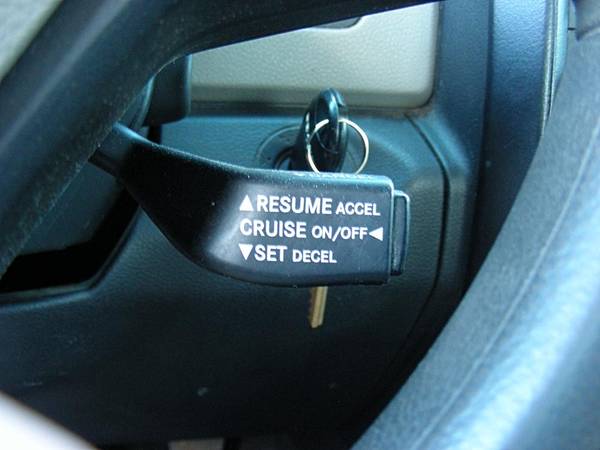 ▲RESUME ACCEL
CRUISE ON/OFF◄
▼SET DECEL